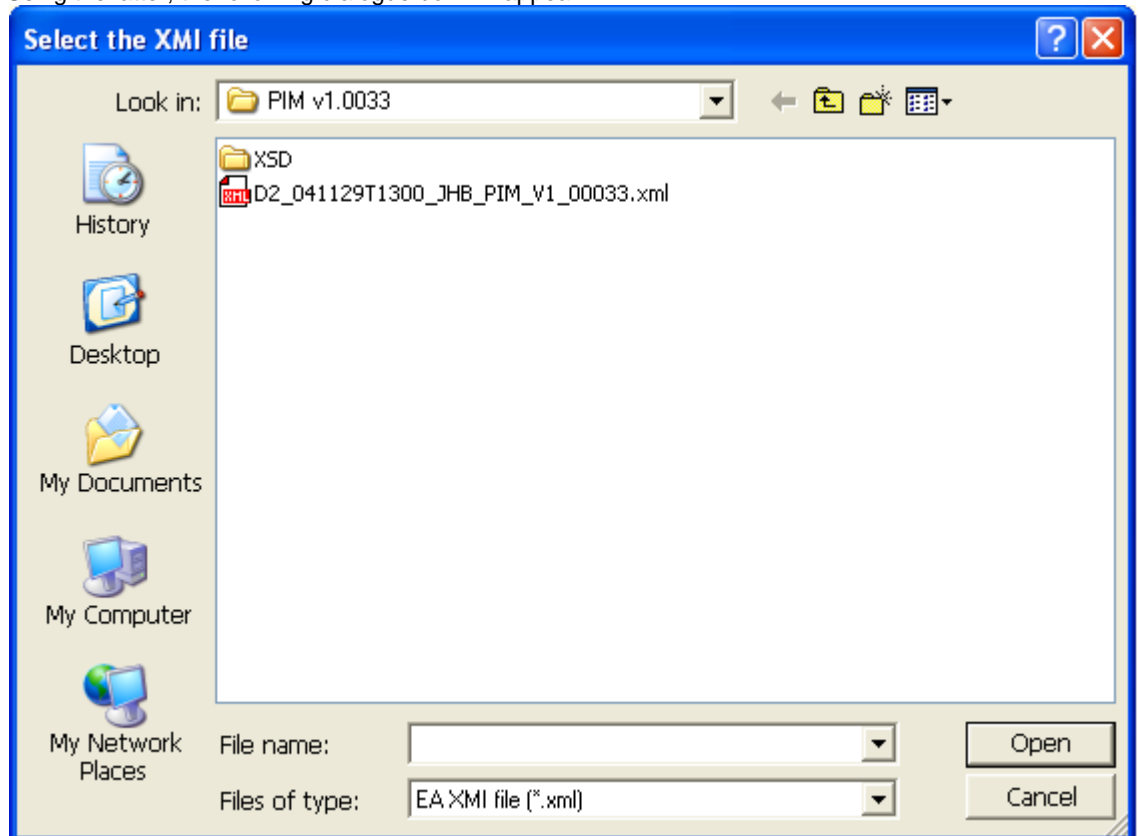 Select the XMI file
Look in: PIM v1.0033
XSD
XML D2_041129T1300_JHB_PIM_V1_00033.xml
History
Desktop
My Documents
My Computer
My Network Places
File name:
Open
Files of type: EA XMI file (*.xml)
Cancel